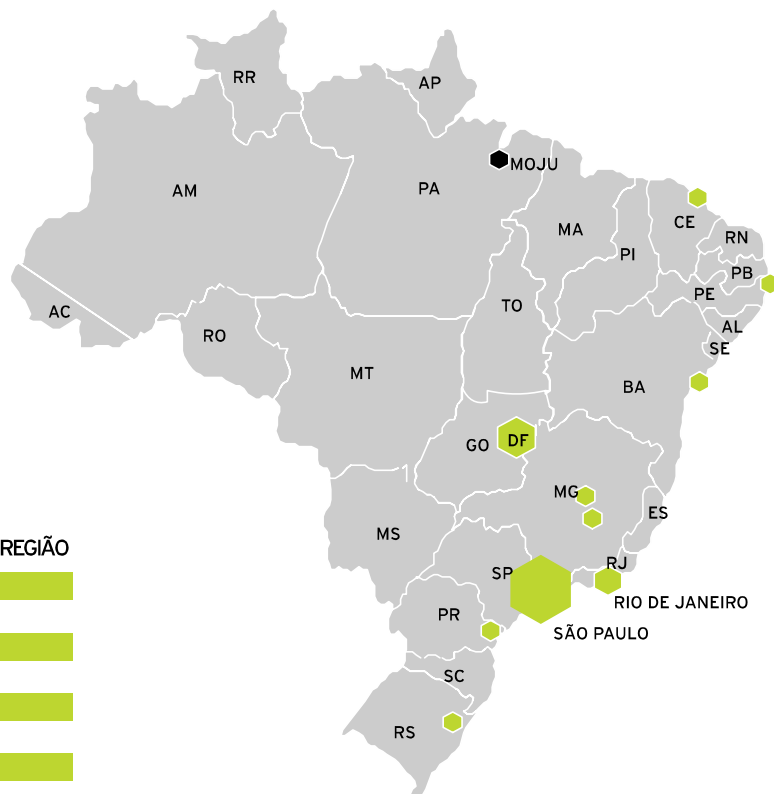 RR
AP
MOJU
AM
PA
CE
MA
RN
PI
PB
PE
AC
TO
AL
RO
SE
MT
BA
GO
DF
MG
ES
MS
REGIÃO
RJ
SP
RIO DE JANEIRO
PR
SÃO PAULO
SC
RS